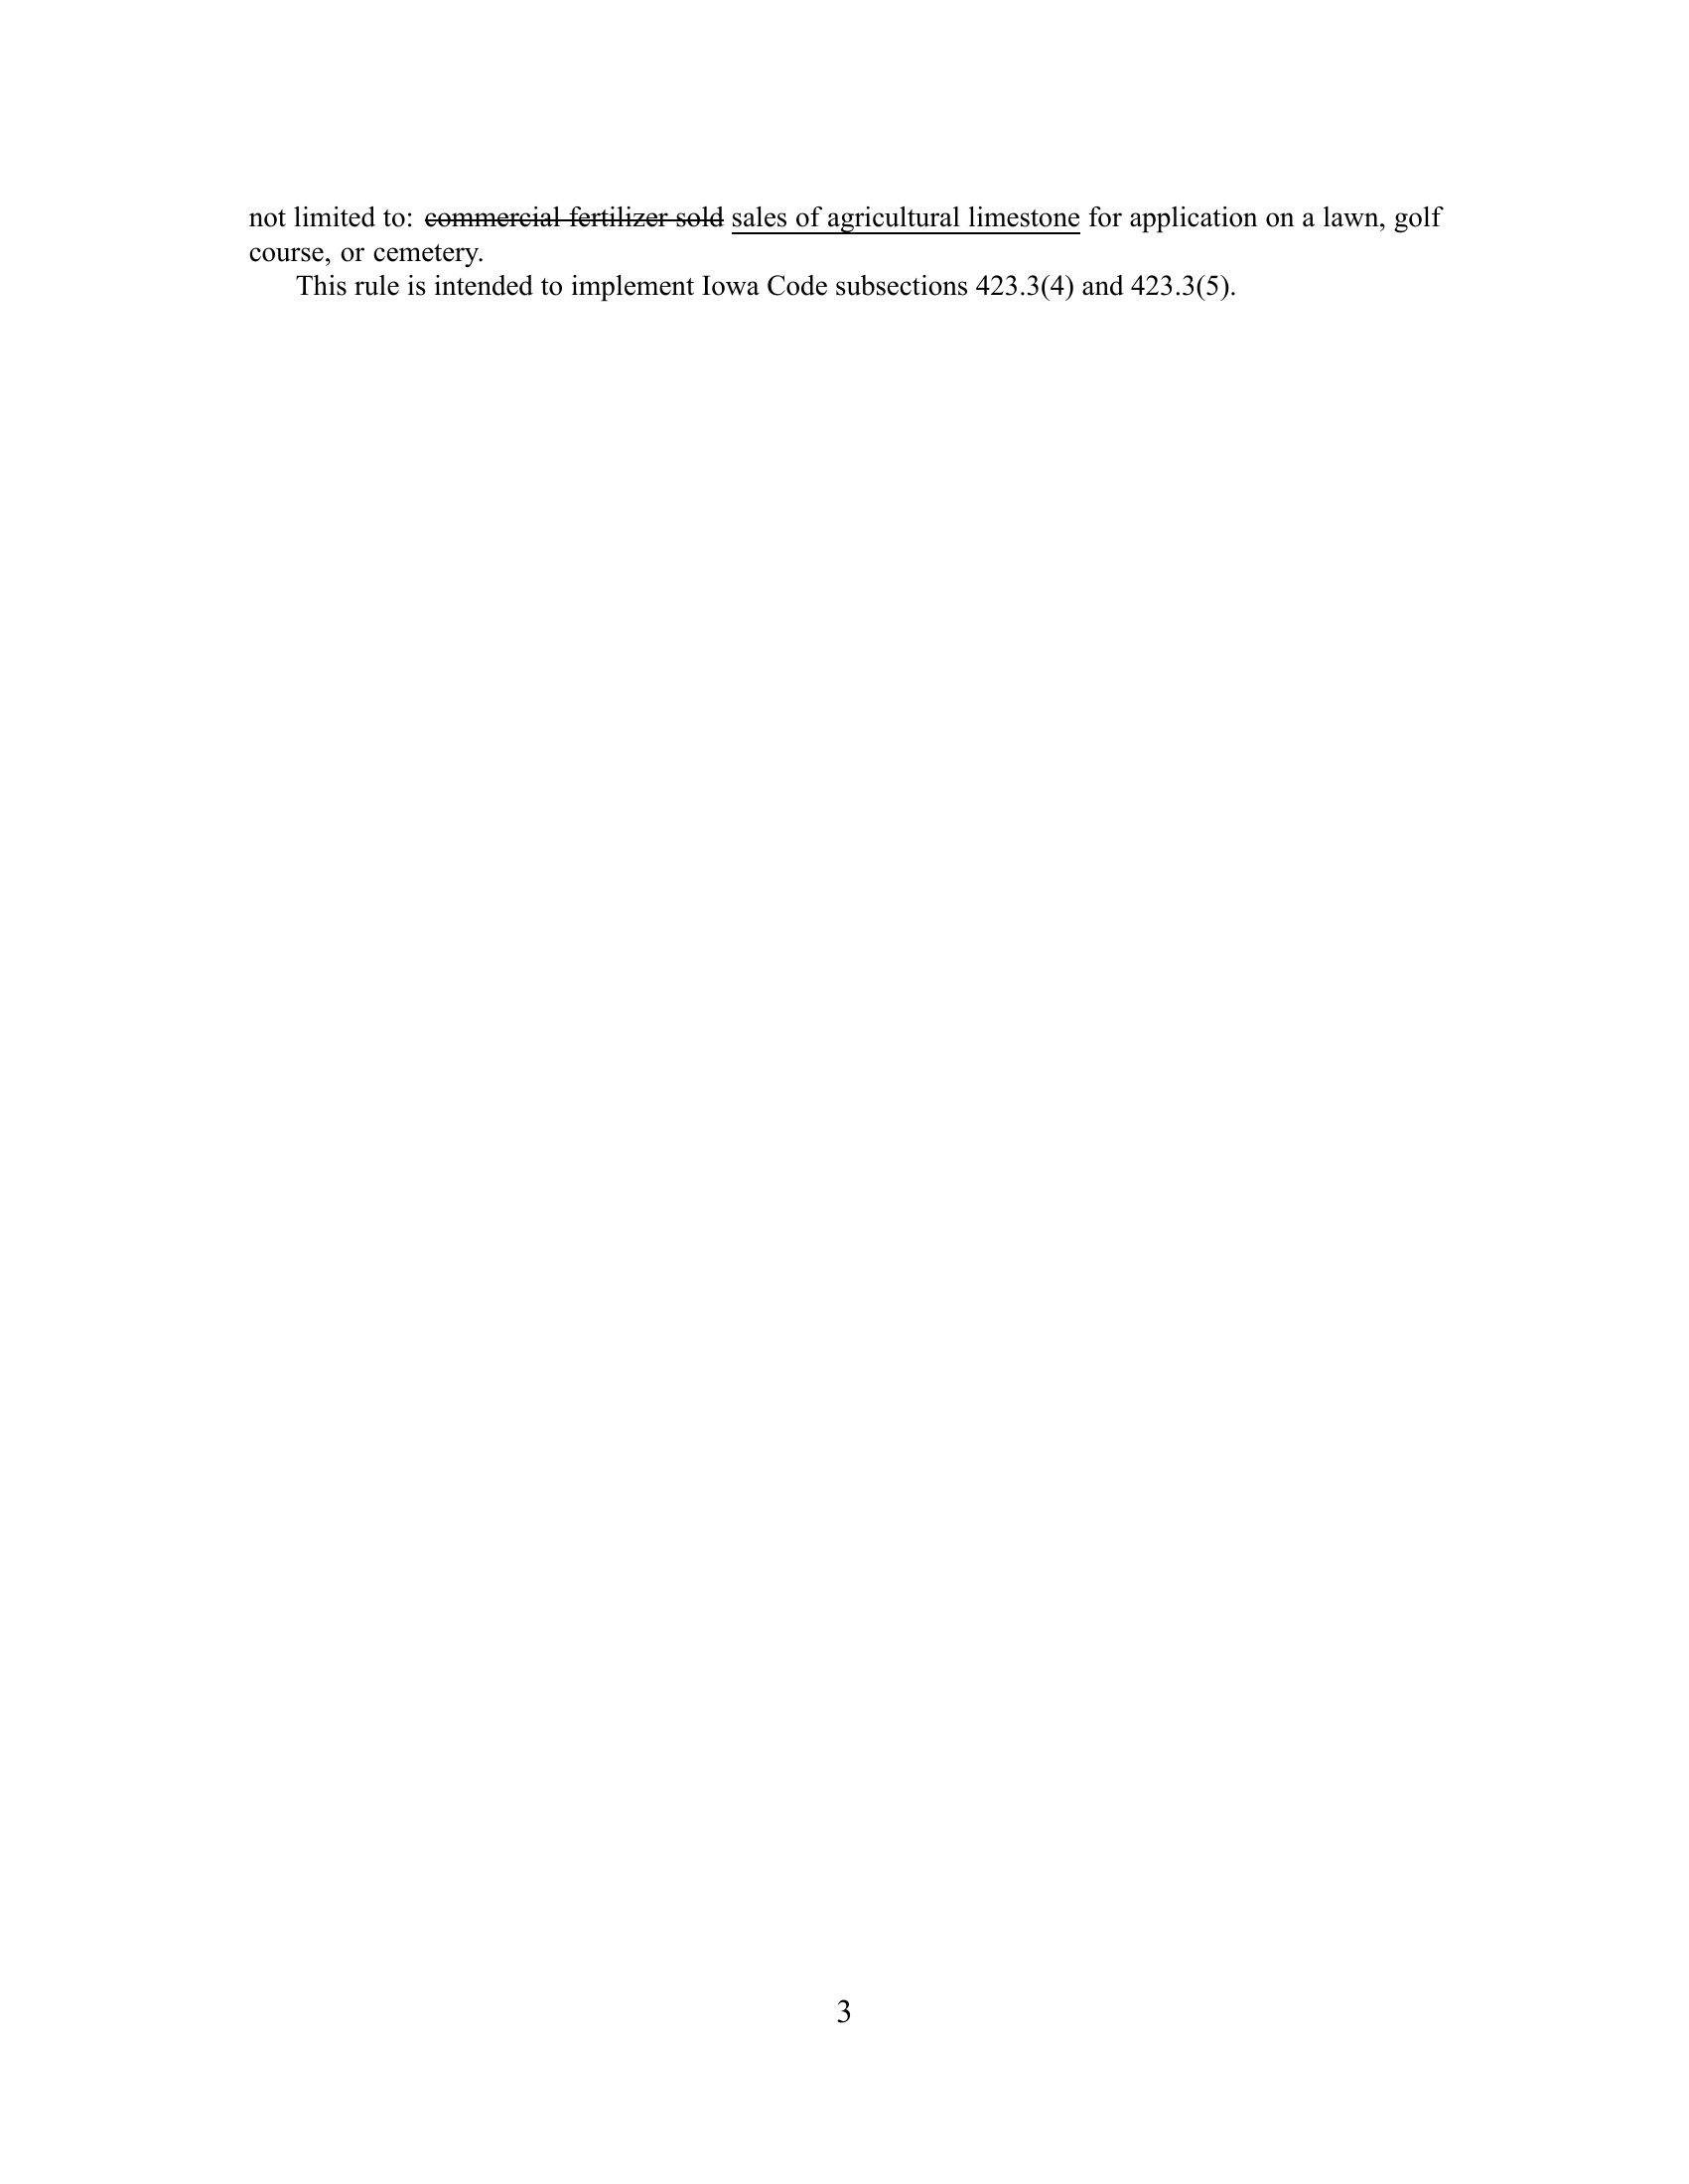 not limited to: commercial fertilizer sold sales of agricultural limestone for application on a lawn, golf
course, or cemetery.
This rule is intended to implement Iowa Code subsections 423.3(4) and 423.3(5).
3